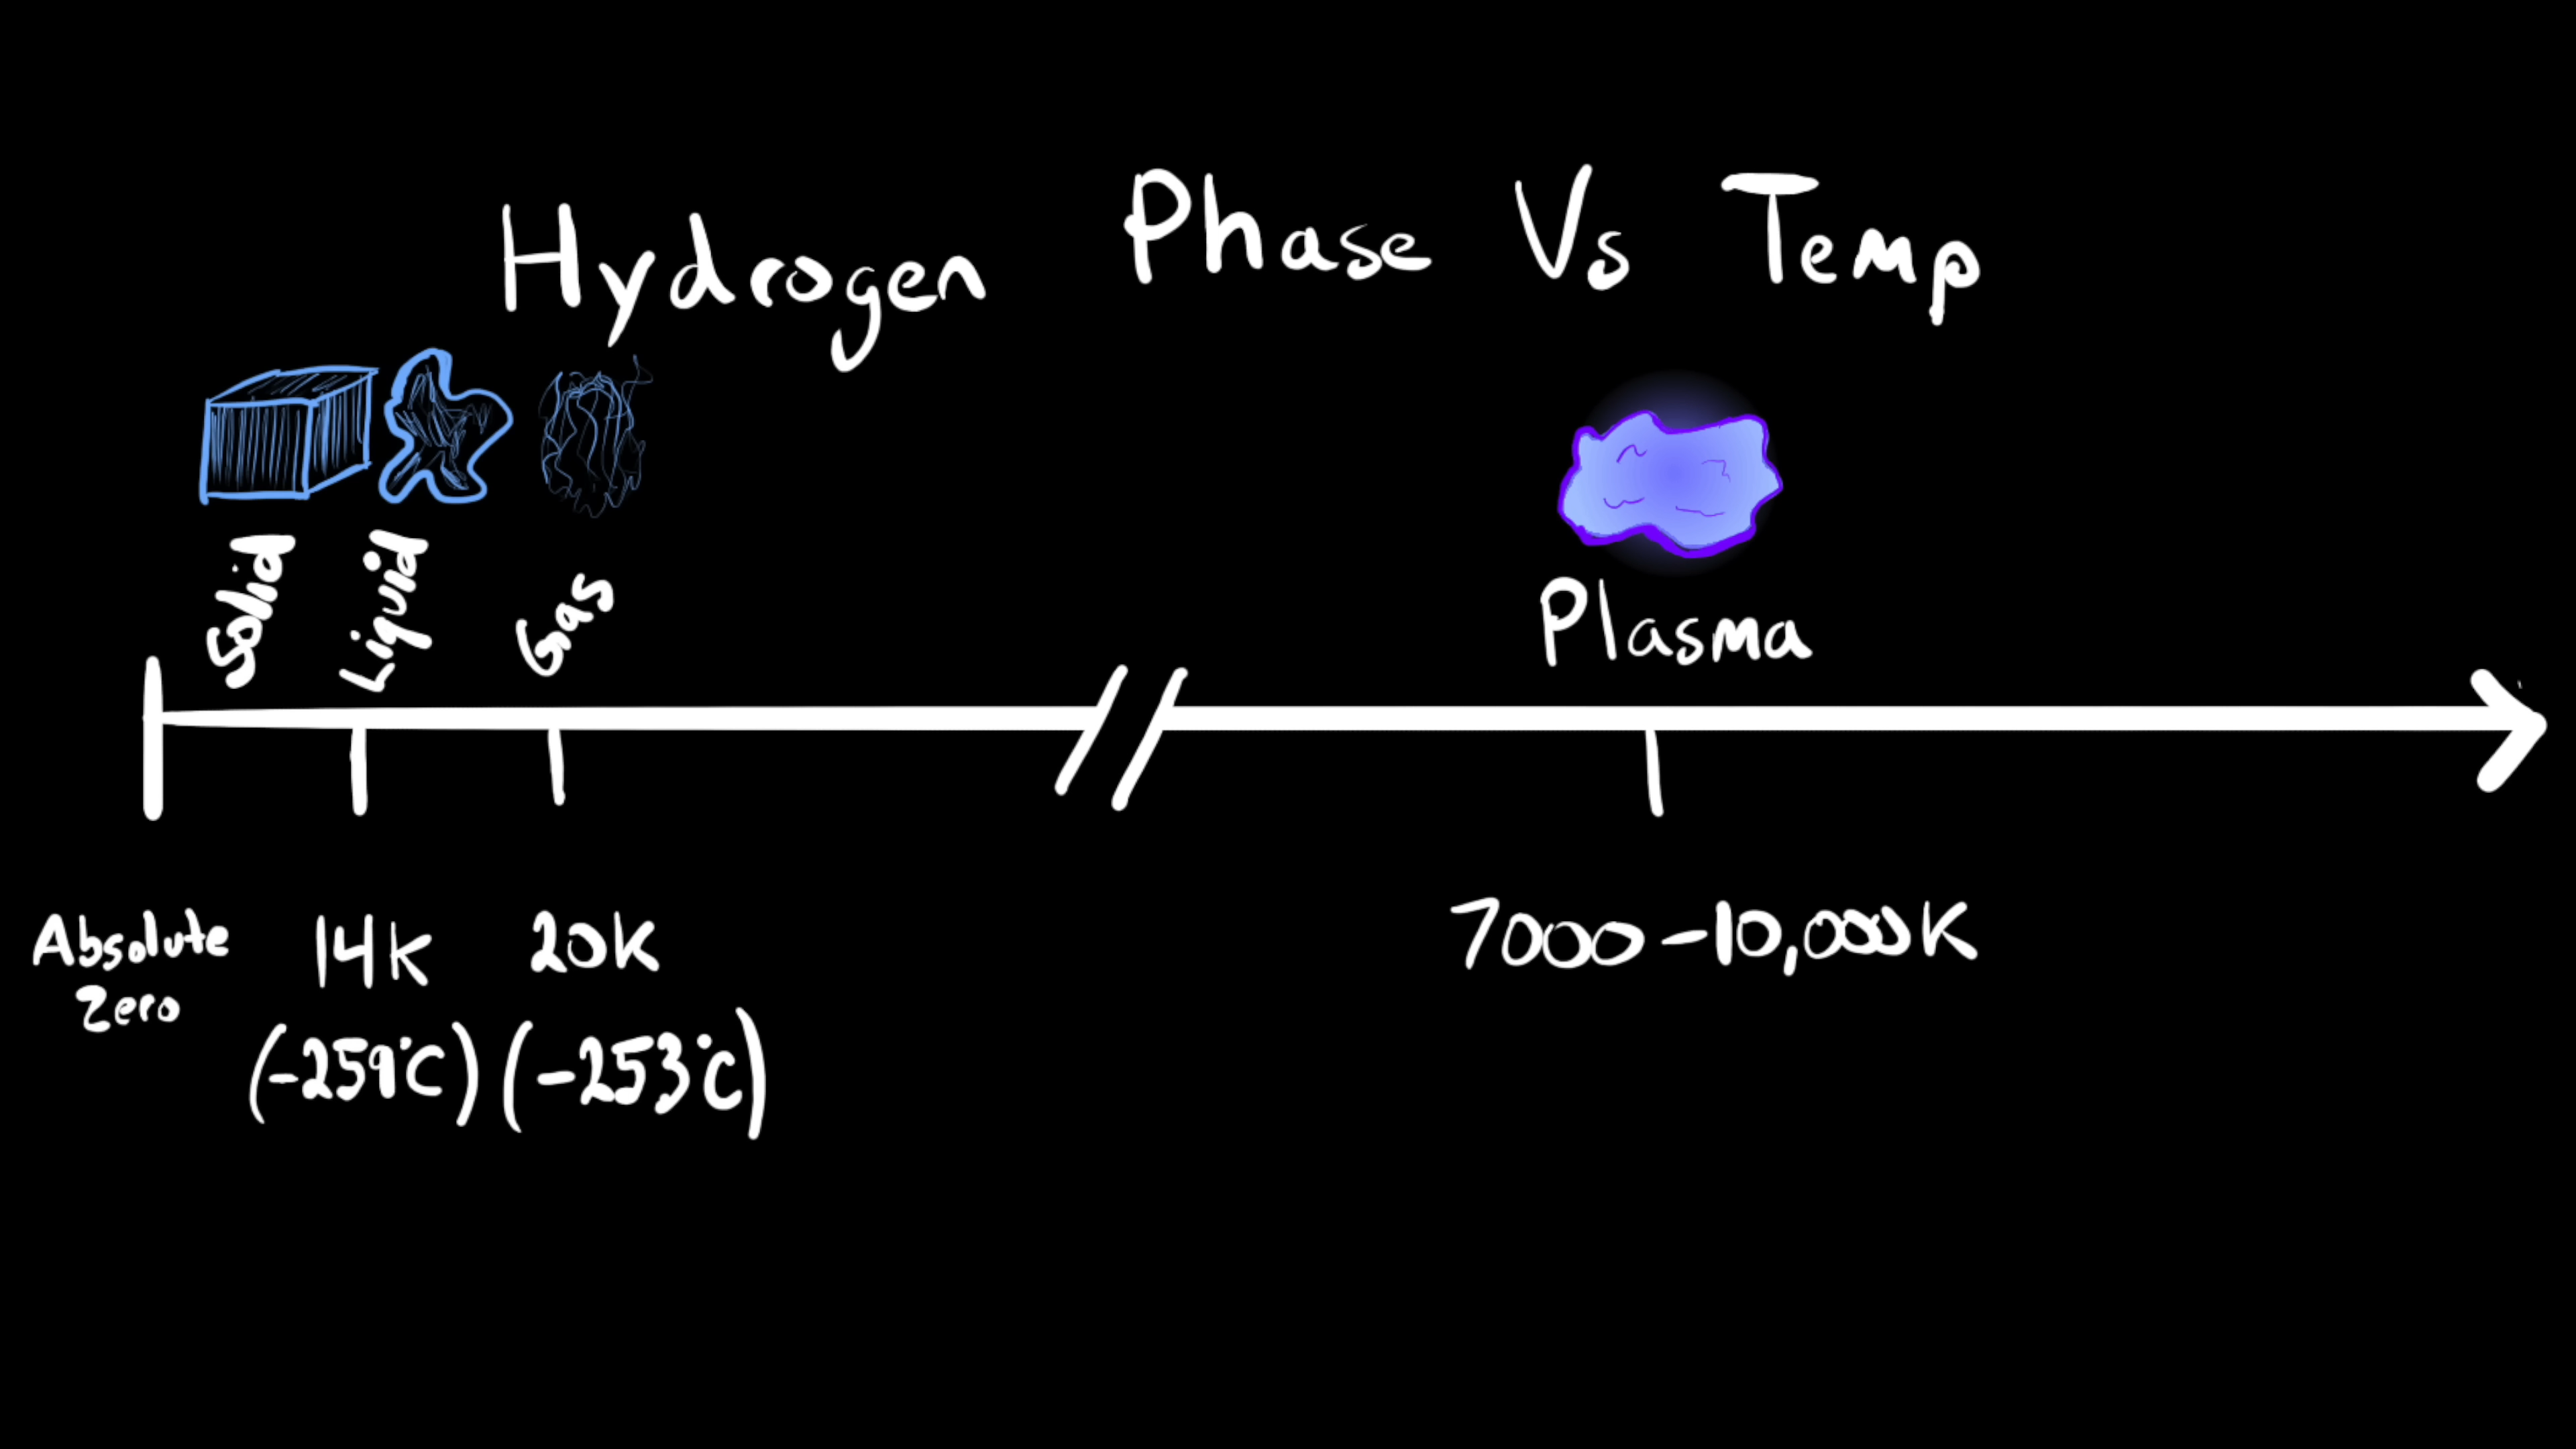 Hydrogen Phase Vs Temp
Solid
Liquid
Gas
Plasma
Absolute
Zero
14K
(-259°C)
20K
(-253°C)
7000-10,000K